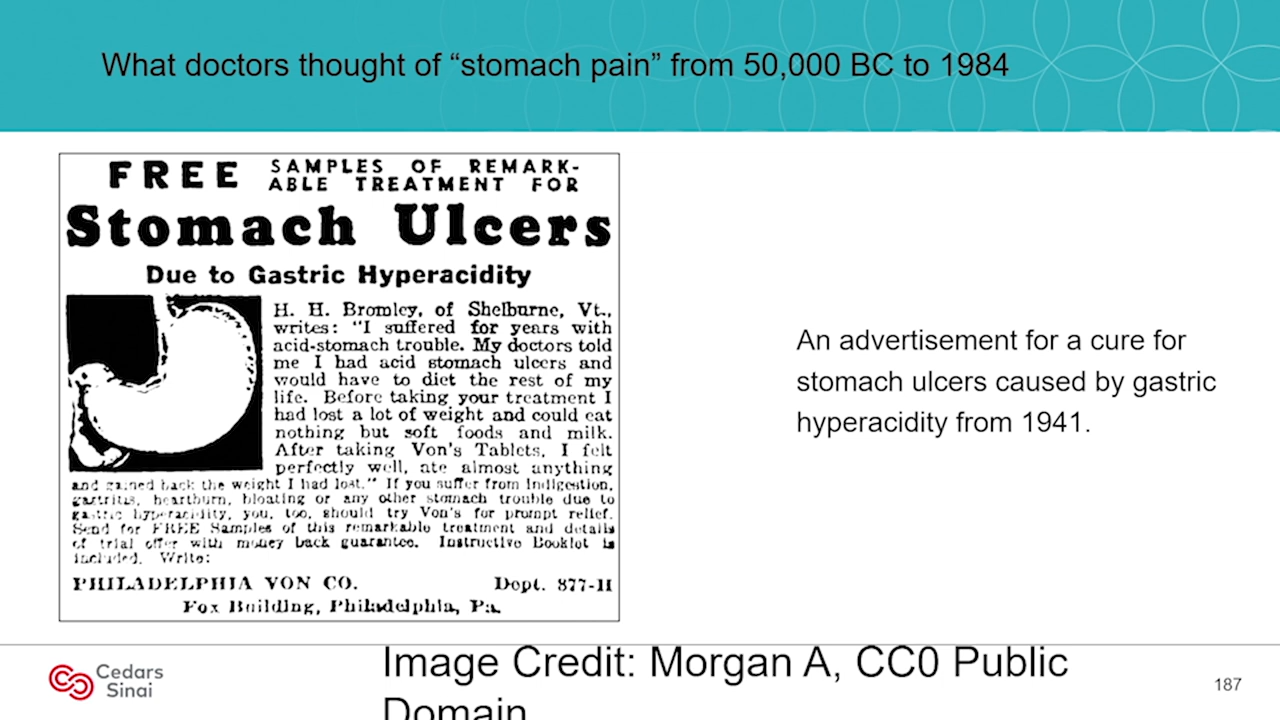 What doctors thought of “stomach pain” from 50,000 BC to 1984
FREE SAMPLES OF REMARK-
ABLE TREATMENT FOR
Stomach Ulcers
Due to Gastric Hyperacidity
H. H. Bromley, of Shelburne, Vt.,
writes: "I suffered for years with
acid-stomach trouble. My doctors told
me I had acid stomach ulcers and
would have to diet the rest of my
life. Before taking your treatment I
had lost a lot of weight and could eat
nothing but soft foods and milk.
After taking Von's Tablets, I felt
perfectly well, ate almost anything
and gained back the weight I had lost." If you suffer from indigestion,
gastritis, heartburn, bloating or any other stomach trouble due to
gastric hyperacidity, you, too, should try Von's for prompt relief.
Send for FREE Samples of this remarkable treatment and details
of trial offer with money back guarantee. Instructive Booklet is
included. Write:
PHILADELPHIA VON CO. Dept. 877-H
Fox Building, Philadelphia, Pa.
An advertisement for a cure for
stomach ulcers caused by gastric
hyperacidity from 1941.
Cedars
Sinai
Image Credit: Morgan A, CC0 Public
Domain
187